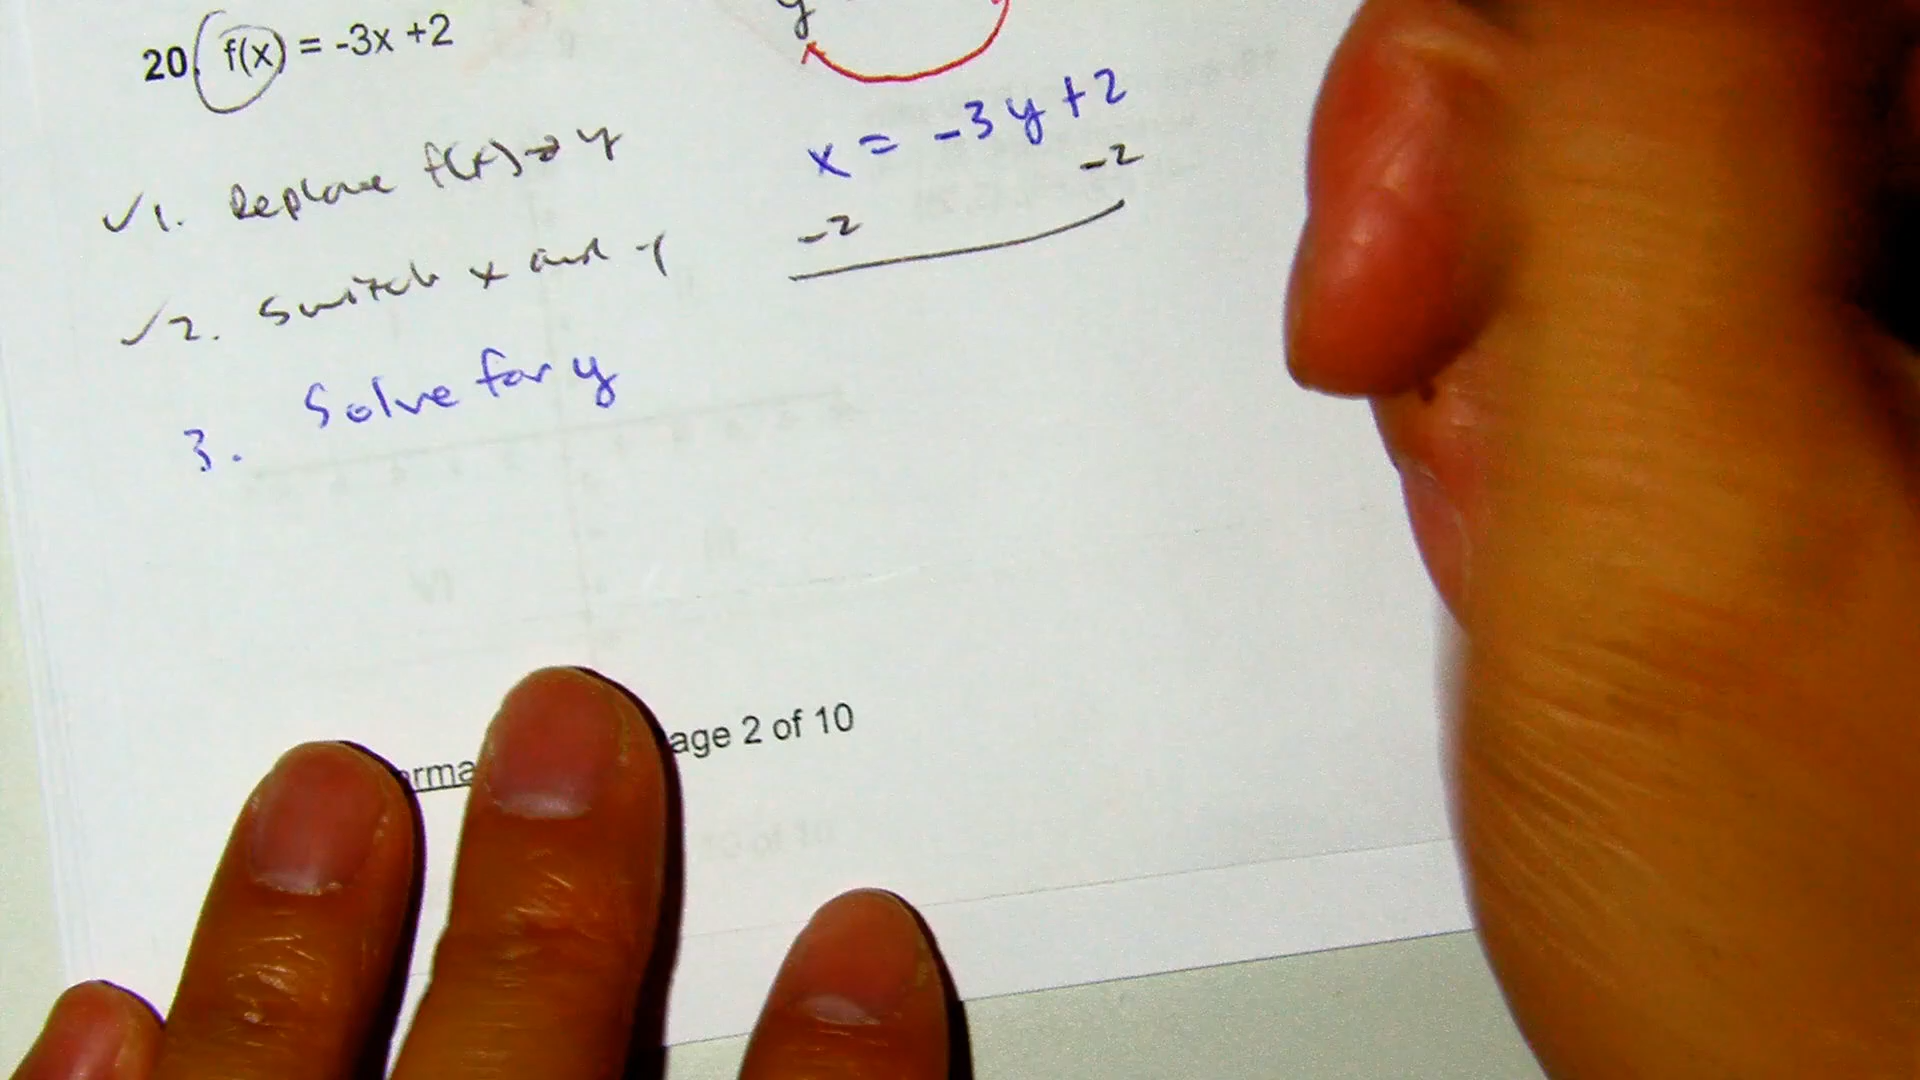 20. f(x) = -3x +2
y
✓1. Replace f(x) → y
✓2. Switch x and y
3. Solve for y
x = -3y + 2
-2
-2
age 2 of 10